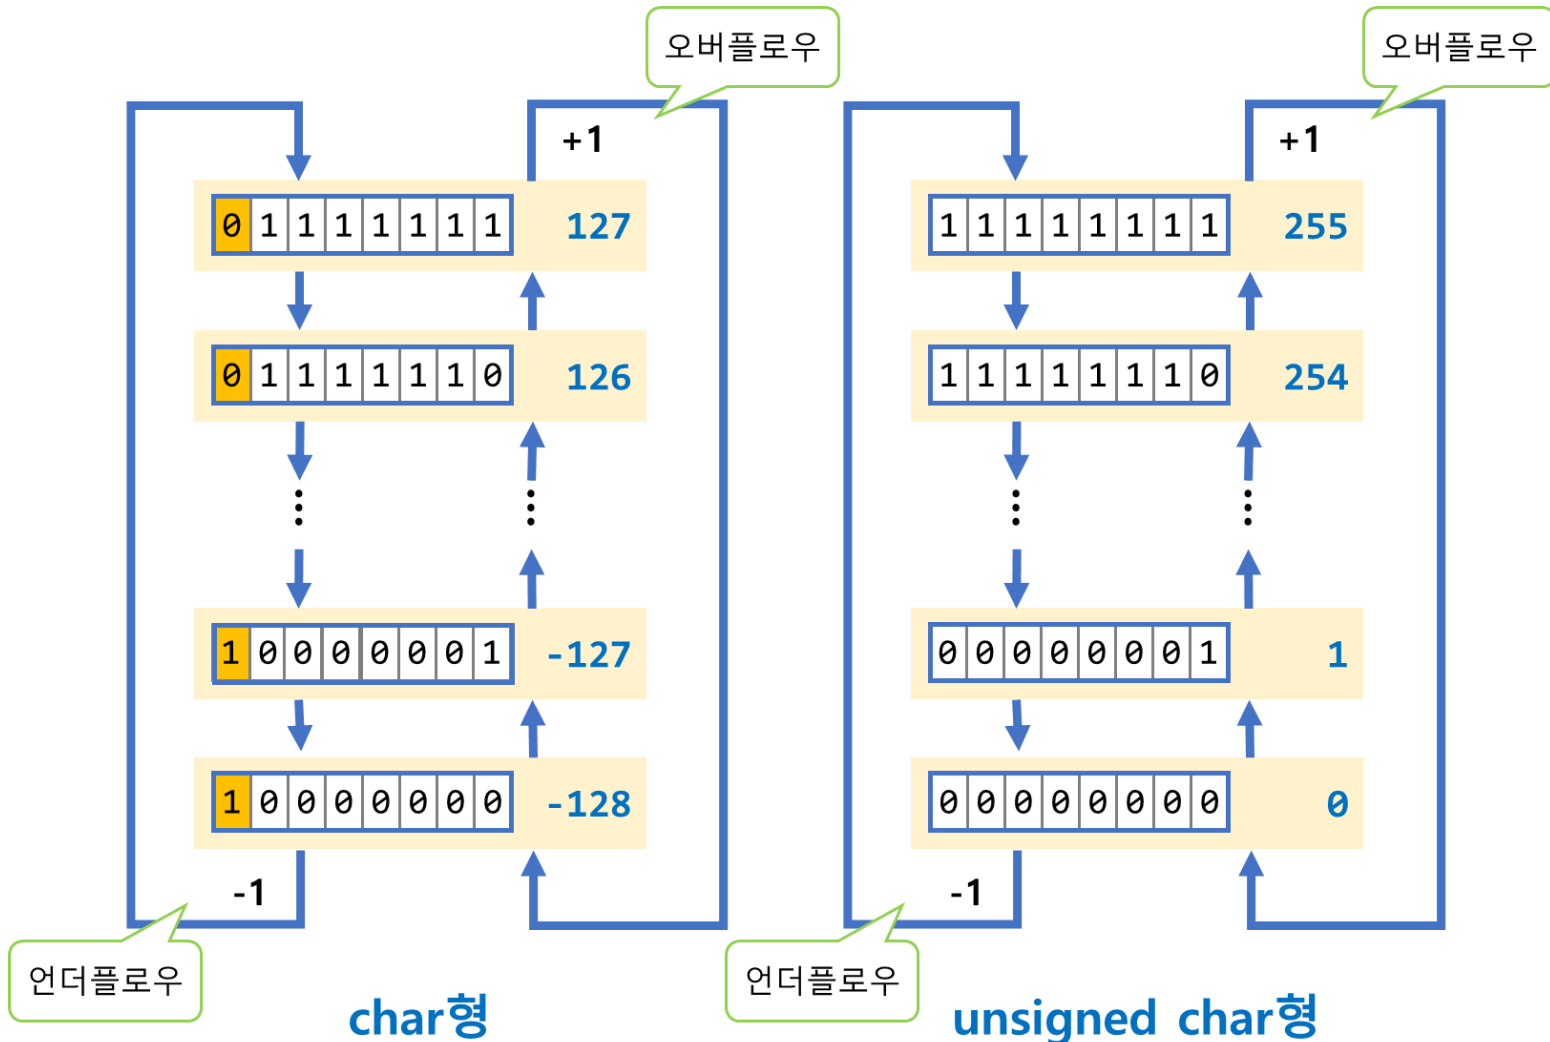 오버플로우
오버플로우
+1
+1
0 1 1 1 1 1 1 1 127
1 1 1 1 1 1 1 1 255
0 1 1 1 1 1 1 0 126
1 1 1 1 1 1 1 0 254
⋮ ⋮
⋮ ⋮
1 0 0 0 0 0 0 1 -127
0 0 0 0 0 0 0 1 1
1 0 0 0 0 0 0 0 -128
0 0 0 0 0 0 0 0 0
-1
-1
언더플로우
언더플로우
char형
unsigned char형